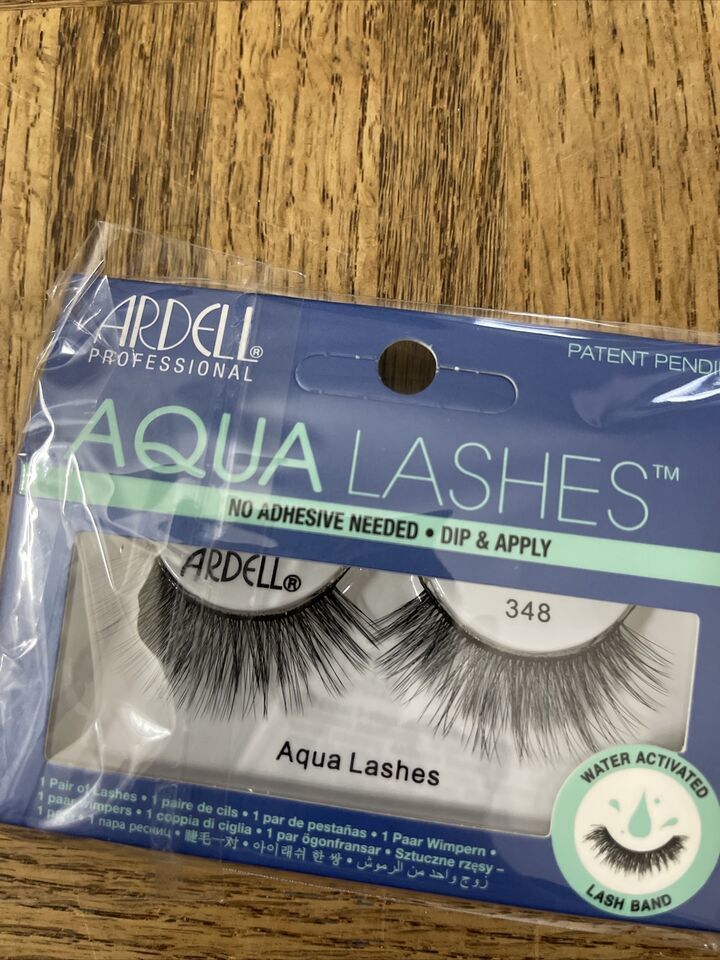 ARDELL®
PROFESSIONAL
PATENT
AQUA LASHES™
NO ADHESIVE NEEDED • DIP & APPLY
ARDELL®
348
Aqua Lashes
WATER ACTIVATED
LASH BAND
1 Pair of Lashes • 1 paire de cils • 1 par de pestañas • 1 Paar Wimpern •
1 paar wimpers • 1 coppia di ciglia • 1 par ögonfransar • Sztuczne rzęsy –
1 пара ресниц • 睫毛一对 • 아이래쉬 한 쌍 • زوج واحد من الرموش